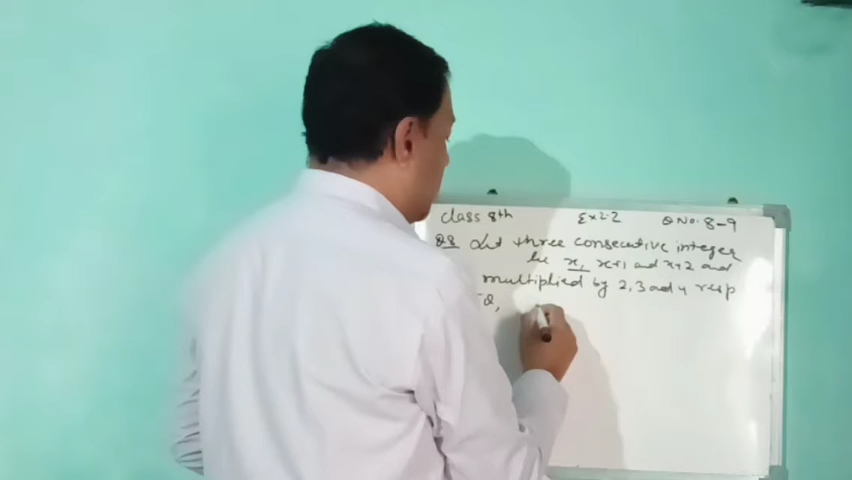 Class 8th Ex 2.2 Q No. 8-9
Q8 Let three consecutive integer
be x, x+1 and x+2 and
multiplied by 2, 3 and 4 resp